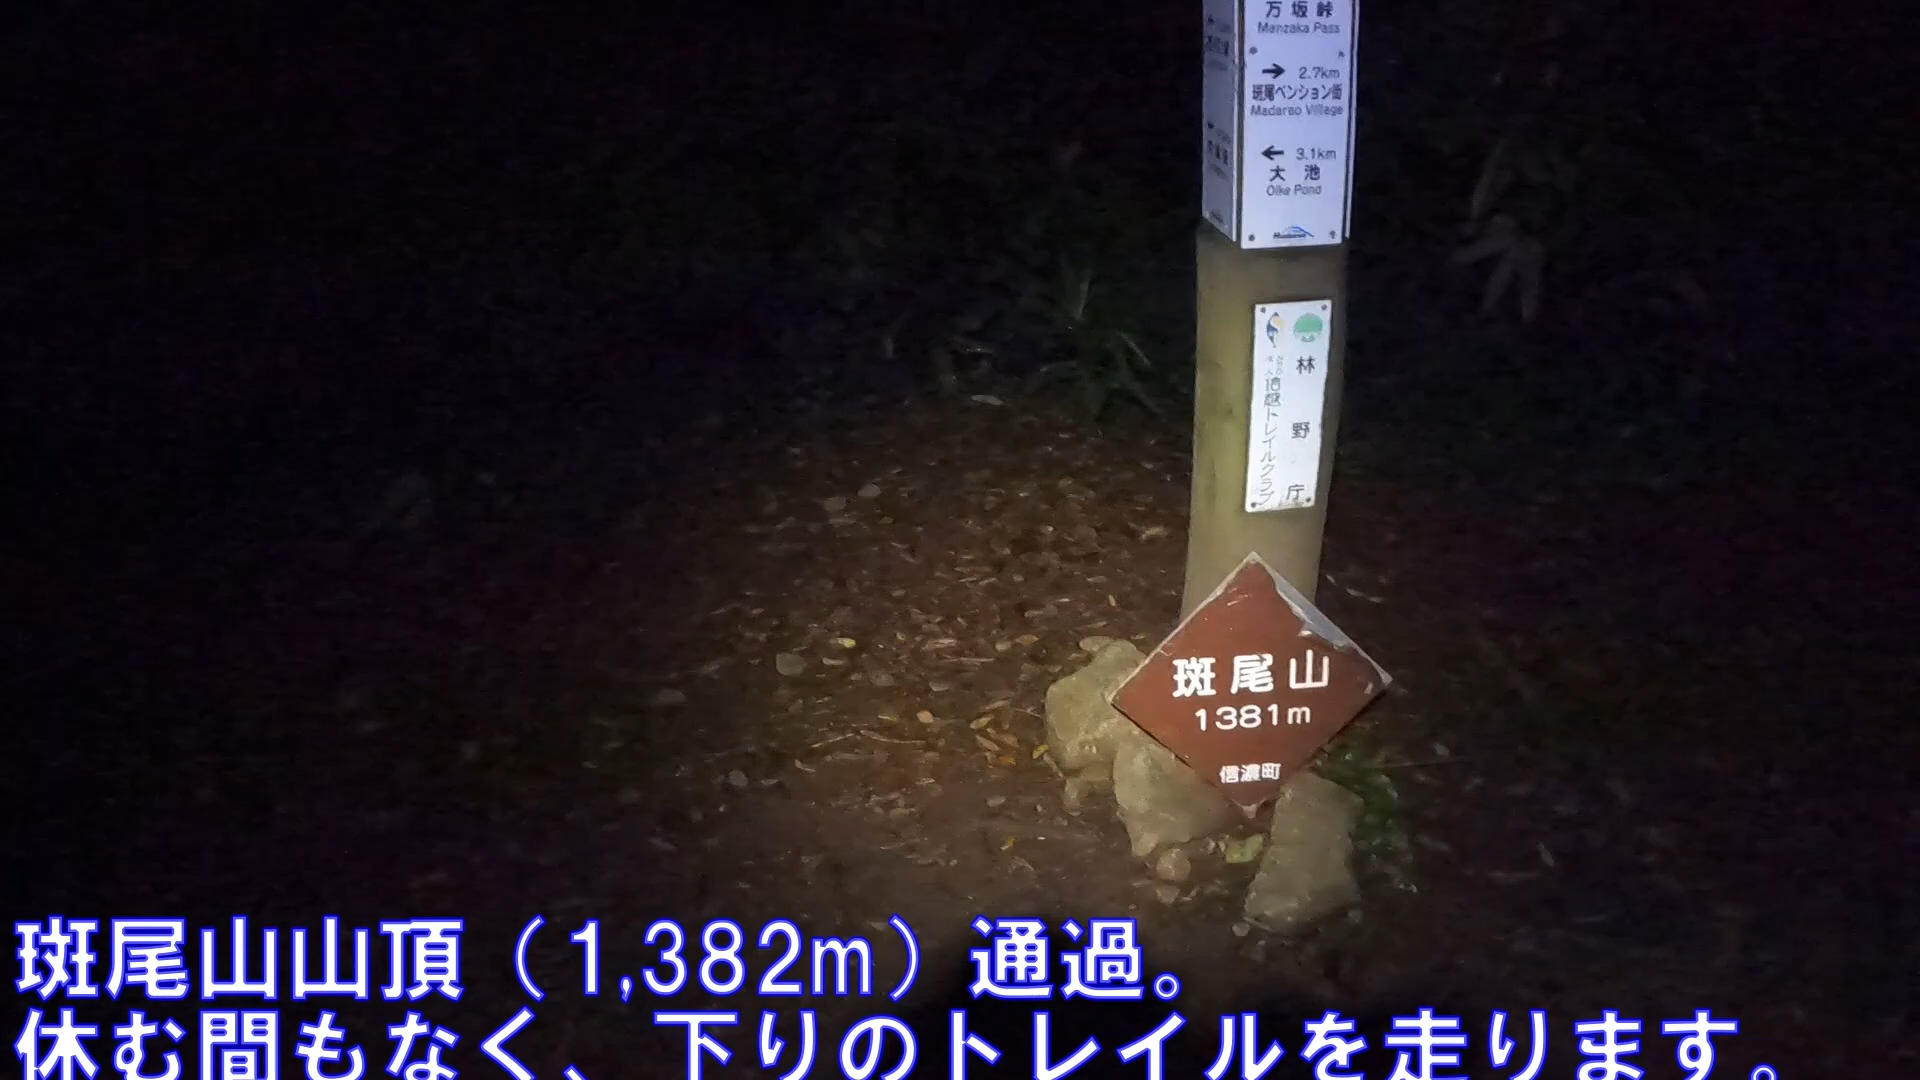 万坂峠
Manzaka Pass
→ 2.7km
斑尾ペンション街
Madarao Village
← 3.1km
大池
Oike Pond
Madarao
林野庁
信越トレイルクラブ
斑尾山
1381m
信濃町
斑尾山山頂（1,382m）通過。
休む間もなく、下りのトレイルを走ります。